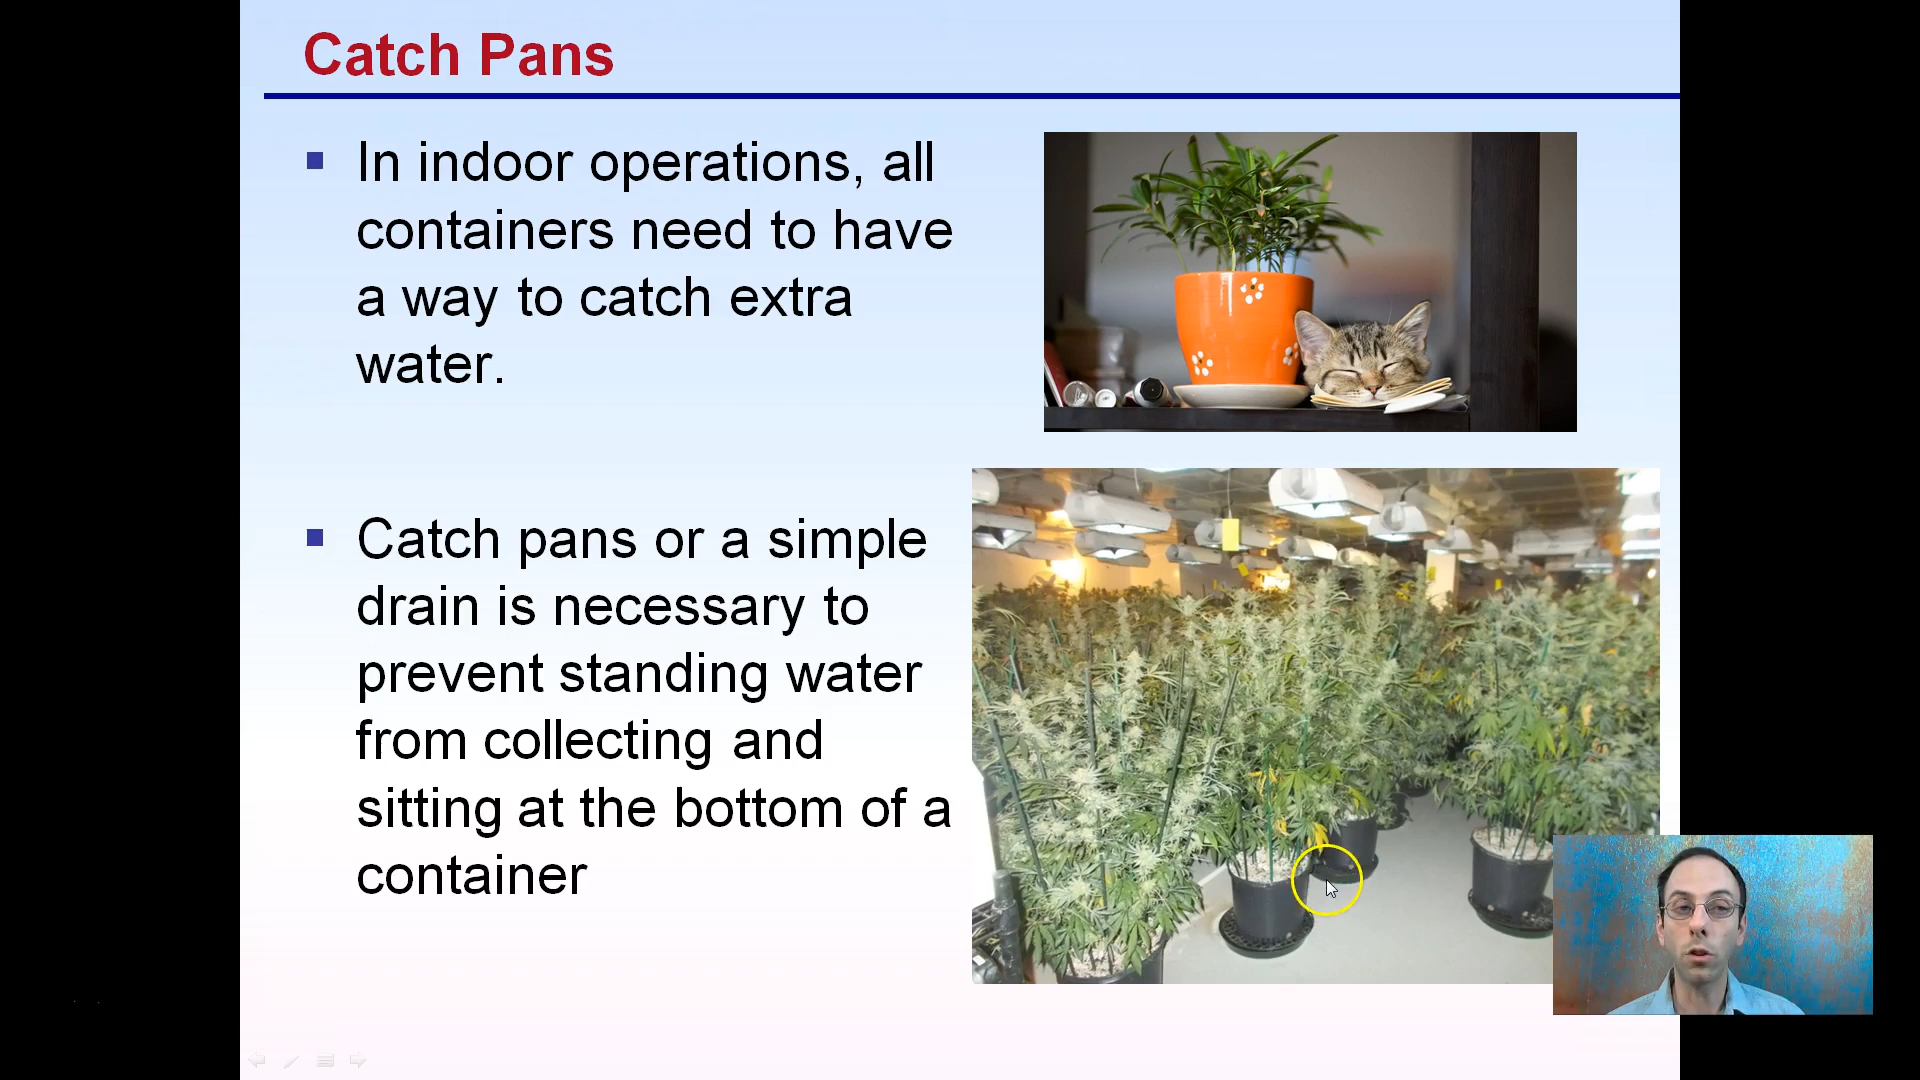 Catch Pans
In indoor operations, all
containers need to have
a way to catch extra
water.
Catch pans or a simple
drain is necessary to
prevent standing water
from collecting and
sitting at the bottom of a
container